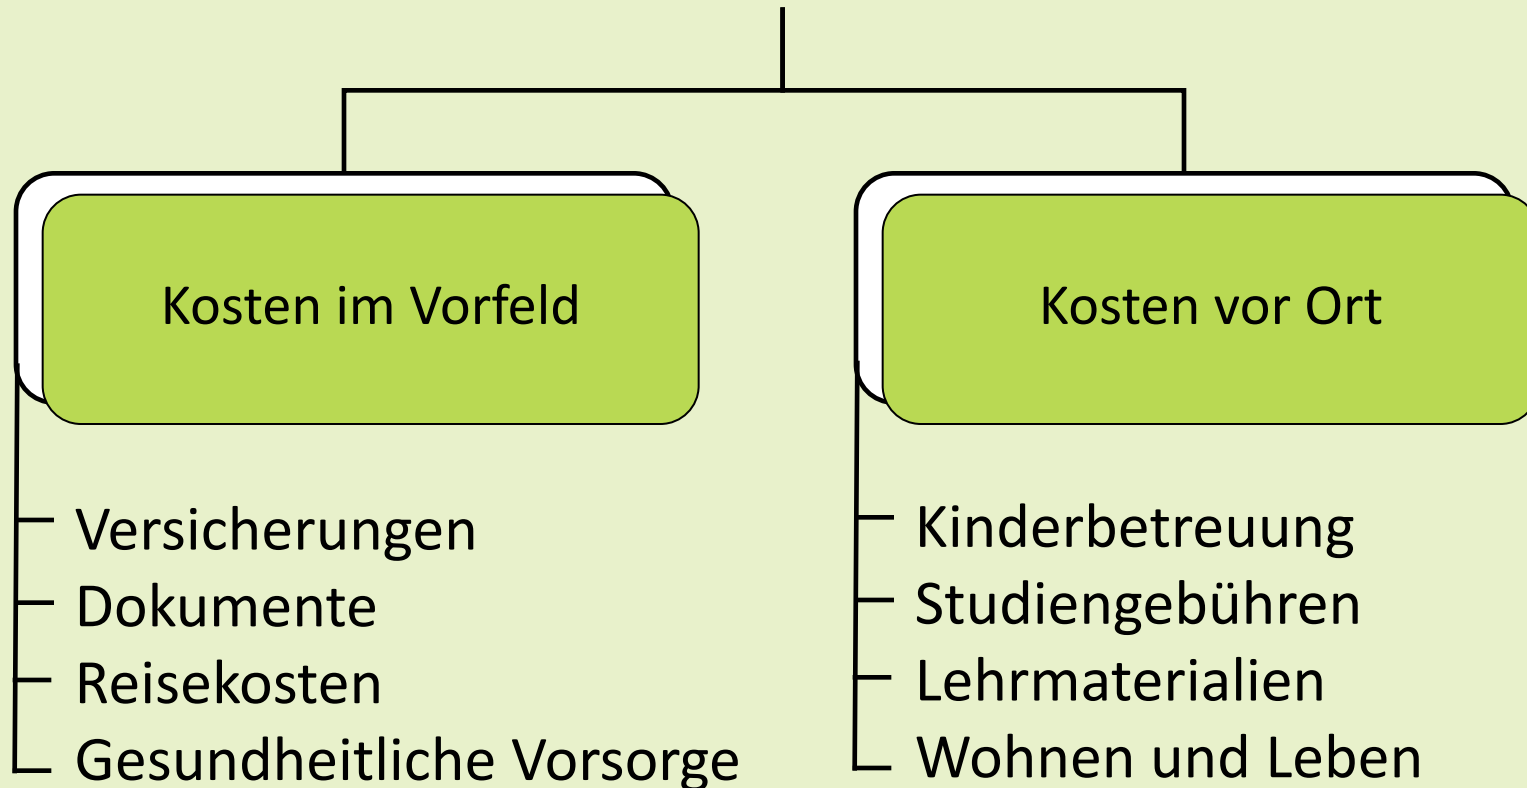 Kosten im Vorfeld
Versicherungen
Dokumente
Reisekosten
Gesundheitliche Vorsorge
Kosten vor Ort
Kinderbetreuung
Studiengebühren
Lehrmaterialien
Wohnen und Leben